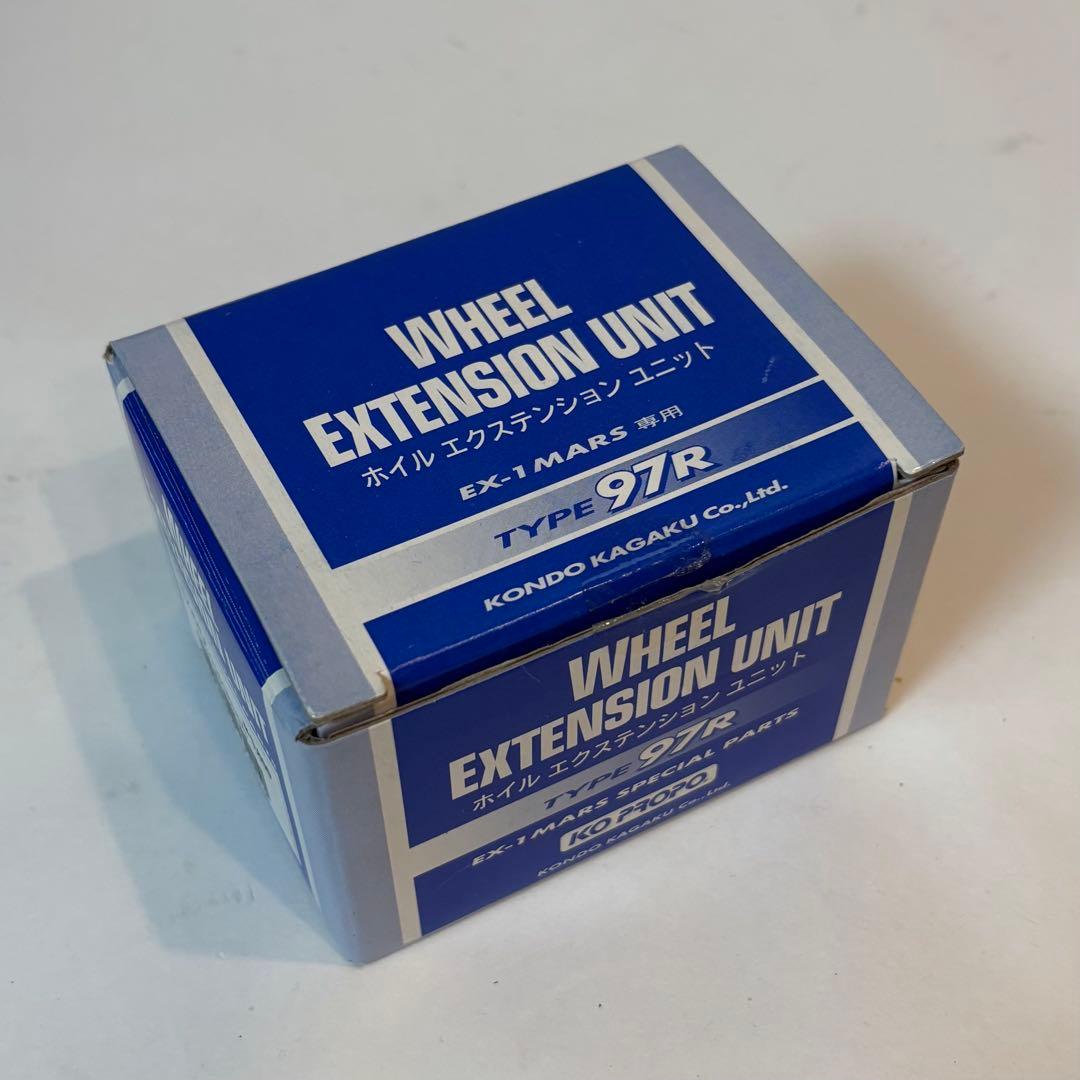 WHEEL
EXTENSION UNIT
ホイル エクステンション ユニット
EX-1 MARS 専用
TYPE 97R
KONDO KAGAKU Co.,Ltd.
WHEEL
EXTENSION UNIT
ホイル エクステンション ユニット
TYPE 97R
EX-1 MARS SPECIAL PARTS
KO PROPO
KONDO KAGAKU Co., Ltd.